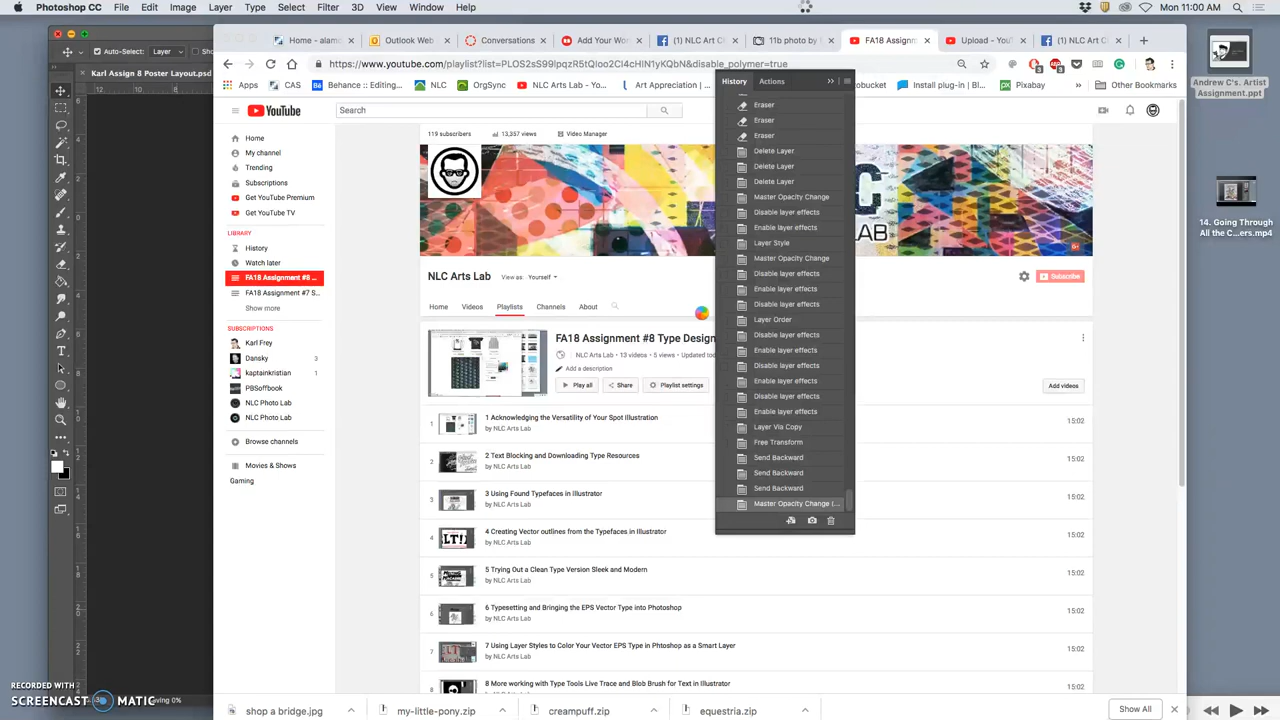 Photoshop CC File Edit Image Layer Type Select Filter 3D View Window Help Mon 11:00 AM
Auto-Select: Layer
Karl Assign 8 Poster Layout.psd
Home - alam Outlook Web Conversations Add Your Wo (1) NLC Art C 11b photo by FA18 Assignm Upload - YouT (1) NLC Art C
https://www.youtube.com/playlist?list=
&disable_polymer=true
Apps CAS Behance :: Editing NLC OrgSync NLC Arts Lab - Yo... Art Appreciation Install plug-in Pixabay » Other Bookmarks
YouTube Search
Home
My channel
Trending
Subscriptions
Get YouTube Premium
Get YouTube TV
LIBRARY
History
Watch later
FA18 Assignment #8 ...
FA18 Assignment #7 S...
Show more
SUBSCRIPTIONS
Karl Frey
Dansky 3
kaptainkristian 1
PBSoffbook
NLC Photo Lab
NLC Photo Lab
Browse channels
Movies & Shows
Gaming
119 subscribers 13,357 views Video Manager
LAB
NLC Arts Lab View as: Yourself
Subscribe
Home Videos Playlists Channels About
FA18 Assignment #8 Type Design
NLC Arts Lab • 13 videos • 5 views • Updated tod
Add a description
Play all Share Playlist settings
Add videos
1 1 Acknowledging the Versatility of Your Spot Illustration 15:02
by NLC Arts Lab
2 2 Text Blocking and Downloading Type Resources 15:02
by NLC Arts Lab
3 3 Using Found Typefaces in Illustrator 15:02
by NLC Arts Lab
4 4 Creating Vector outlines from the Typefaces in Illustrator 15:02
by NLC Arts Lab
5 5 Trying Out a Clean Type Version Sleek and Modern 15:02
by NLC Arts Lab
6 6 Typesetting and Bringing the EPS Vector Type into Photoshop 15:02
by NLC Arts Lab
7 7 Using Layer Styles to Color Your Vector EPS Type in Phtoshop as a Smart Layer 15:02
by NLC Arts Lab
8 8 More working with Type Tools Live Trace and Blob Brush for Text in Illustrator 15:02
History Actions
Eraser
Eraser
Eraser
Delete Layer
Delete Layer
Delete Layer
Master Opacity Change
Disable layer effects
Enable layer effects
Layer Style
Master Opacity Change
Disable layer effects
Enable layer effects
Disable layer effects
Layer Order
Disable layer effects
Enable layer effects
Disable layer effects
Enable layer effects
Disable layer effects
Enable layer effects
Layer Via Copy
Free Transform
Send Backward
Send Backward
Send Backward
Master Opacity Change (...
Andrew C's. Artist
Assignment.ppt
14. Going Through
All the C...ers.mp4
RECORDED WITH
SCREENCAST MATIC
aving 0%
shop a bridge.jpg my-little-pony.zip creampuff.zip equestria.zip Show All